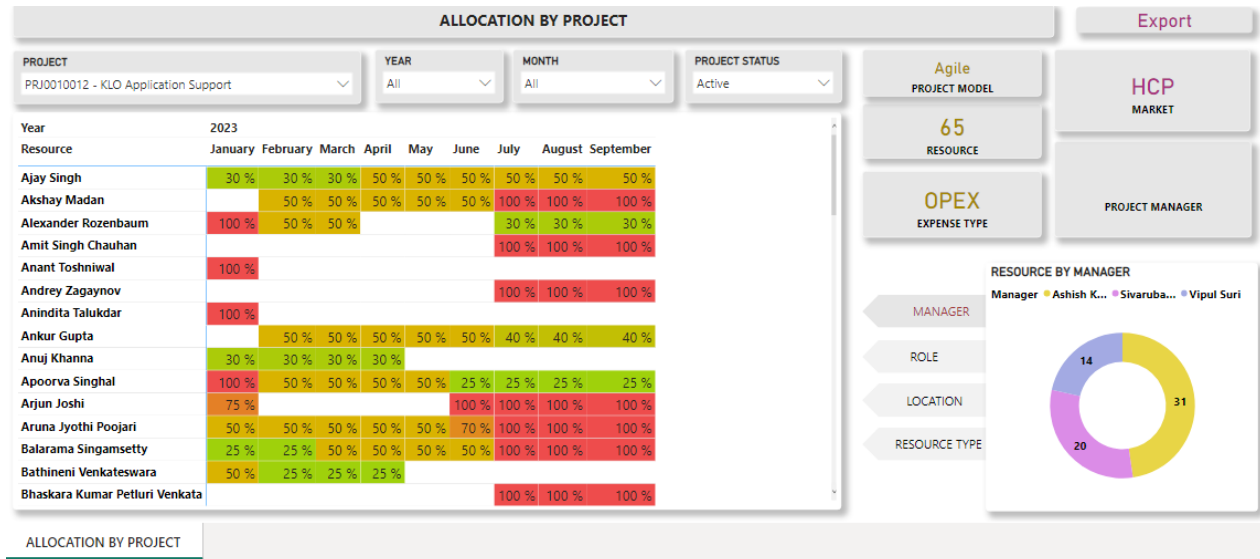 ALLOCATION BY PROJECT
Export
PROJECT
PRJ0010012 - KLO Application Support
YEAR
All
MONTH
All
PROJECT STATUS
Active
Agile
PROJECT MODEL
HCP
MARKET
65
RESOURCE
OPEX
EXPENSE TYPE
PROJECT MANAGER
Year 2023
Resource January February March April May June July August September
Ajay Singh 30 % 30 % 30 % 50 % 50 % 50 % 50 % 50 % 50 %
Akshay Madan 50 % 50 % 50 % 50 % 50 % 100 % 100 % 100 %
Alexander Rozenbaum 100 % 50 % 50 % 30 % 30 % 30 %
Amit Singh Chauhan 100 % 100 % 100 %
Anant Toshniwal 100 %
Andrey Zagaynov 100 % 100 % 100 %
Anindita Talukdar 100 %
Ankur Gupta 50 % 50 % 50 % 50 % 50 % 40 % 40 % 40 %
Anuj Khanna 30 % 30 % 30 % 30 %
Apoorva Singhal 100 % 50 % 50 % 50 % 50 % 25 % 25 % 25 % 25 %
Arjun Joshi 75 % 100 % 100 % 100 % 100 %
Aruna Jyothi Poojari 50 % 50 % 50 % 50 % 50 % 70 % 100 % 100 % 100 %
Balarama Singamsetty 25 % 25 % 50 % 50 % 50 % 50 % 100 % 100 % 100 %
Bathineni Venkateswara 50 % 25 % 25 % 25 %
Bhaskara Kumar Petluri Venkata 100 % 100 % 100 %
MANAGER
ROLE
LOCATION
RESOURCE TYPE
RESOURCE BY MANAGER
Manager Ashish K... Sivaruba... Vipul Suri
14
31
20
ALLOCATION BY PROJECT